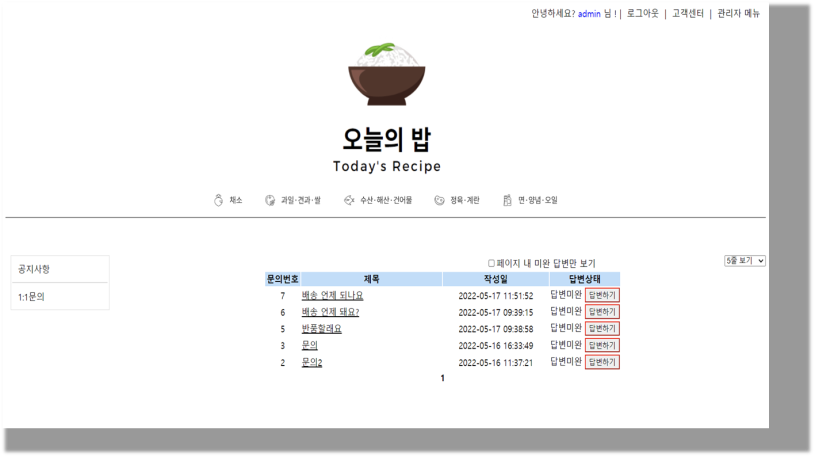 안녕하세요? admin 님 ! | 로그아웃 | 고객센터 | 관리자 메뉴
오늘의 밥
Today's Recipe
채소 과일·견과·쌀 수산·해산·건어물 정육·계란 면·양념·오일
공지사항
1:1문의
페이지 내 미완 답변만 보기 5줄 보기
문의번호 제목 작성일 답변상태
7 배송 언제 되나요 2022-05-17 11:51:52 답변미완 답변하기
6 배송 언제 돼요? 2022-05-17 09:39:15 답변미완 답변하기
5 반품할래요 2022-05-17 09:38:58 답변미완 답변하기
3 문의 2022-05-16 16:33:49 답변미완 답변하기
2 문의2 2022-05-16 11:37:21 답변미완 답변하기
1